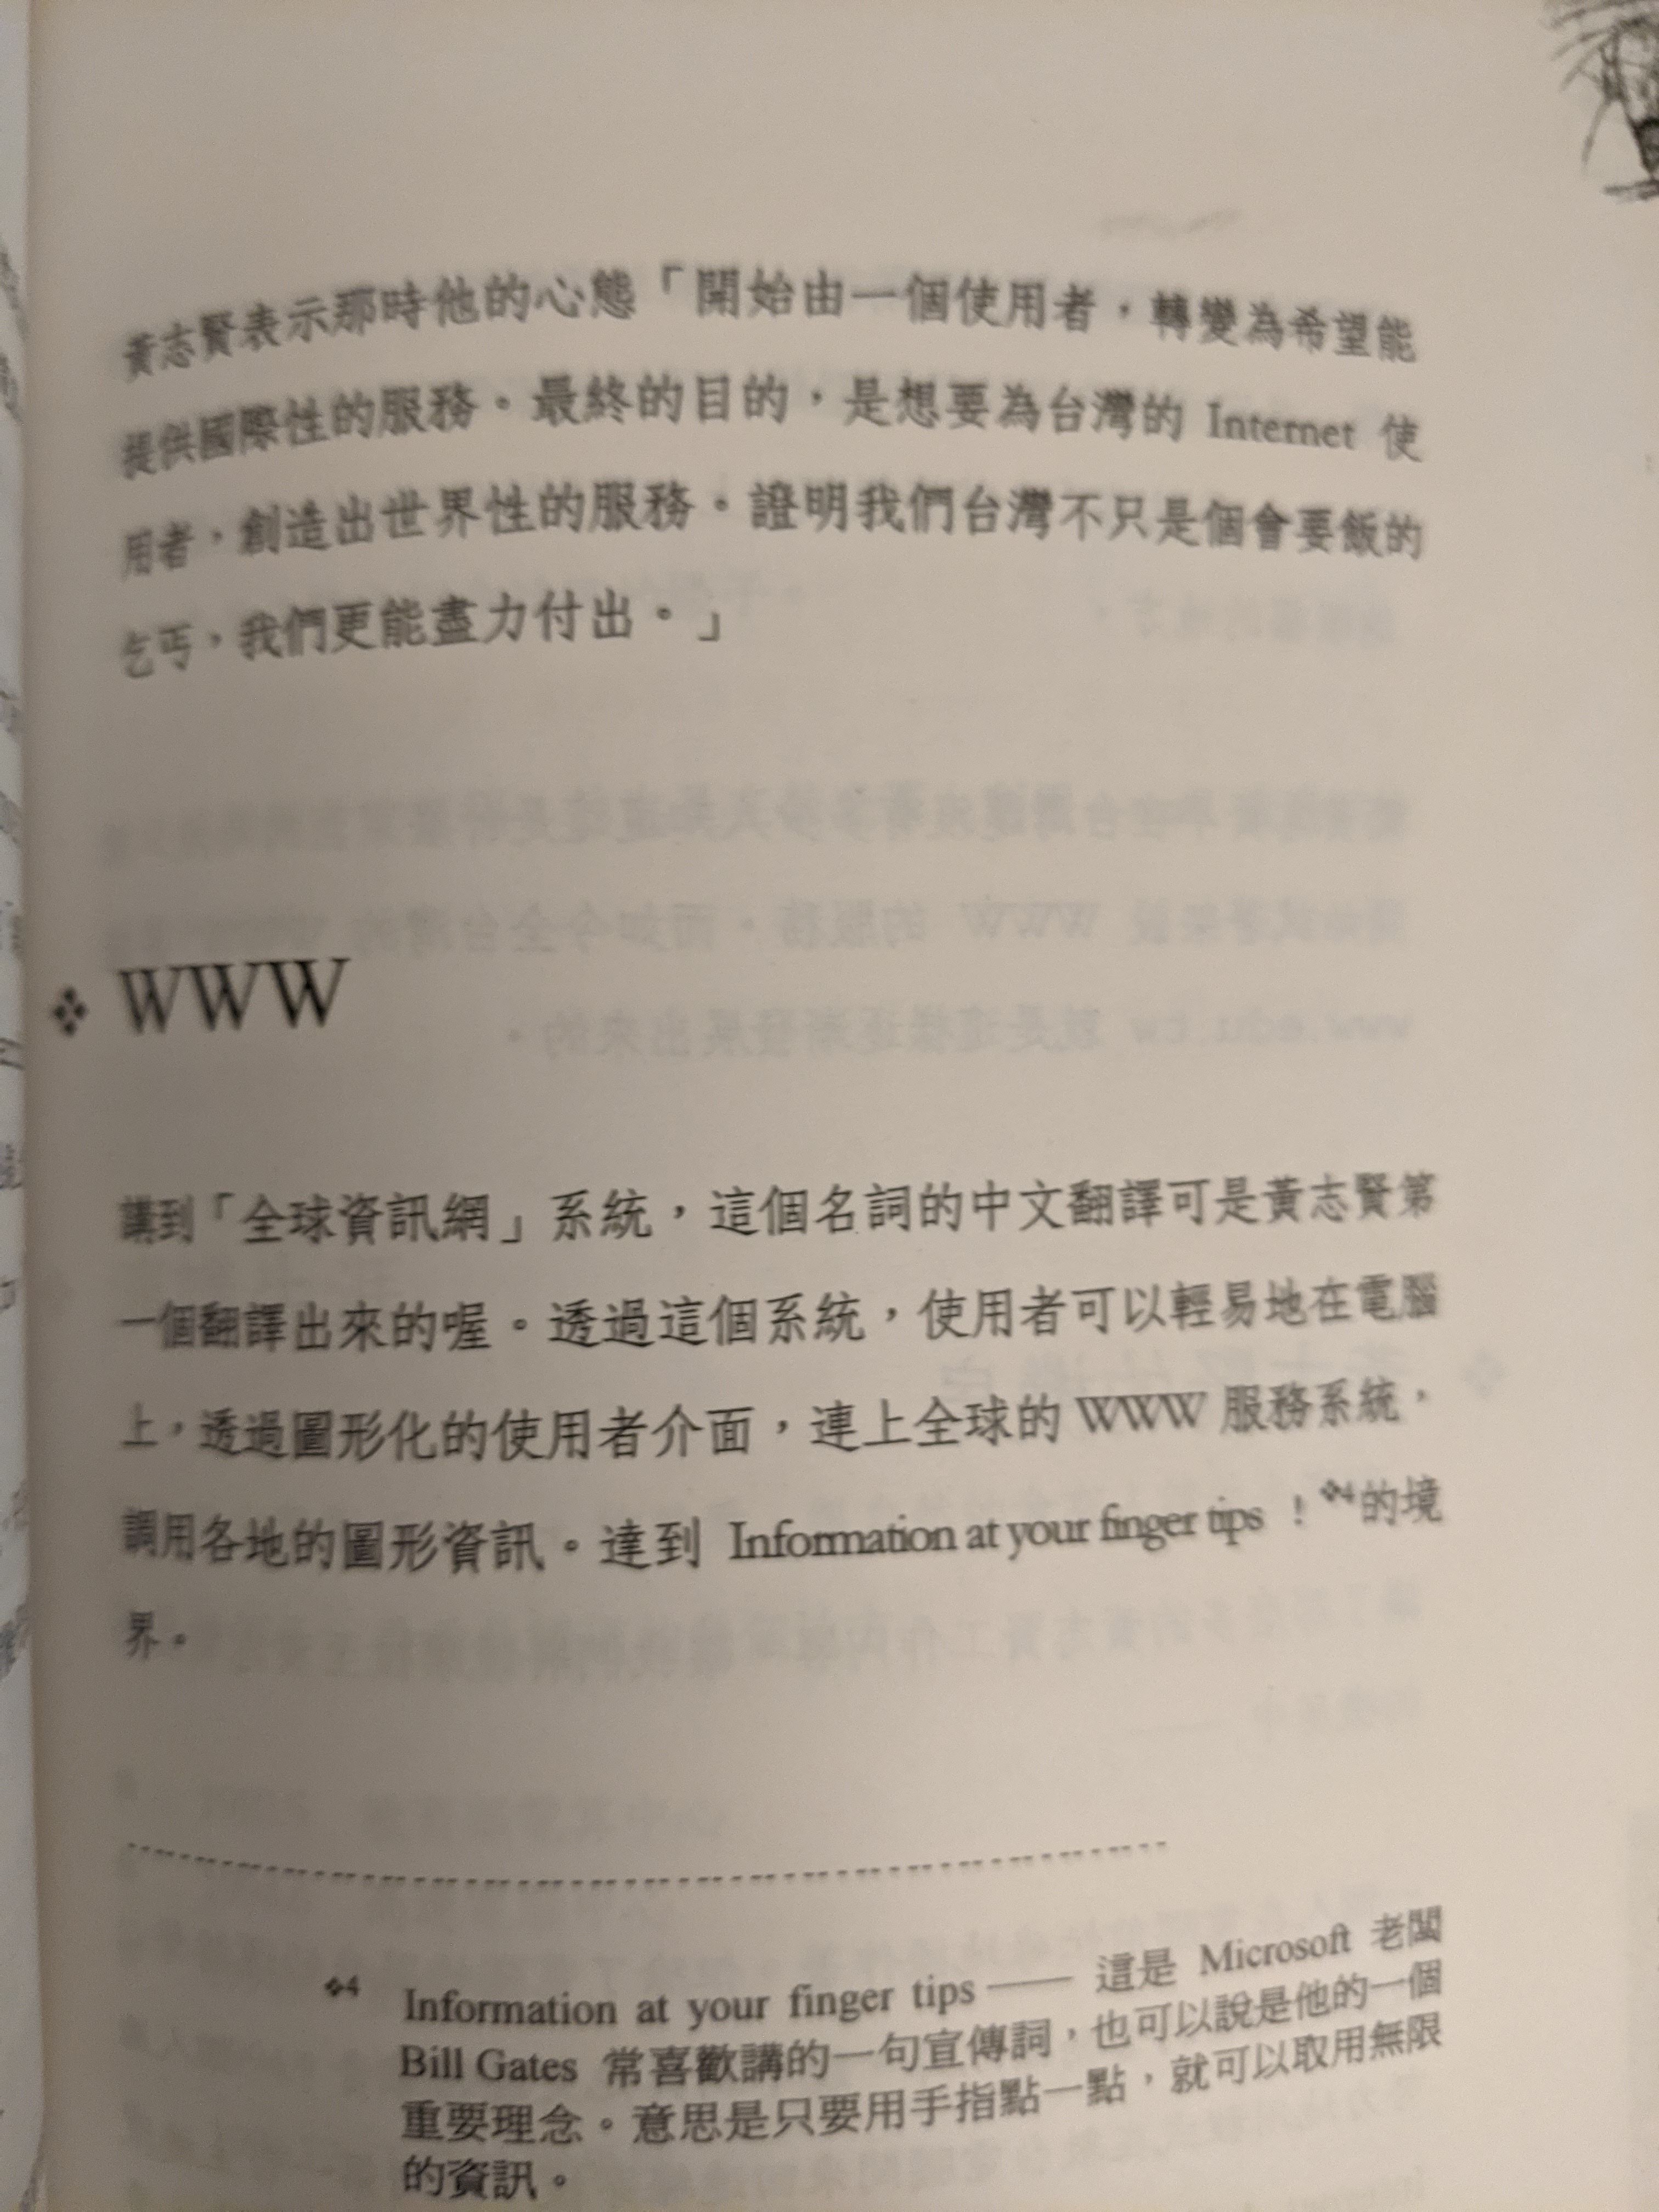 黃志賢表示那時他的心態「開始由一個使用者，轉變為希望能
提供國際性的服務。最終的目的，是想要為台灣的 Internet 使
用者，創造出世界性的服務。證明我們台灣不只是個會要飯的
乞丐，我們更能盡力付出。」
❖ WWW
講到「全球資訊網」系統，這個名詞的中文翻譯可是黃志賢第
一個翻譯出來的喔。透過這個系統，使用者可以輕易地在電腦
上，透過圖形化的使用者介面，連上全球的 WWW 服務系統，
調用各地的圖形資訊。達到 Information at your finger tips！❖4的境
界。
❖4 Information at your finger tips —— 這是 Microsoft 老闆
Bill Gates 常喜歡講的一句宣傳詞，也可以說是他的一個
重要理念。意思是只要用手指點一點，就可以取用無限
的資訊。